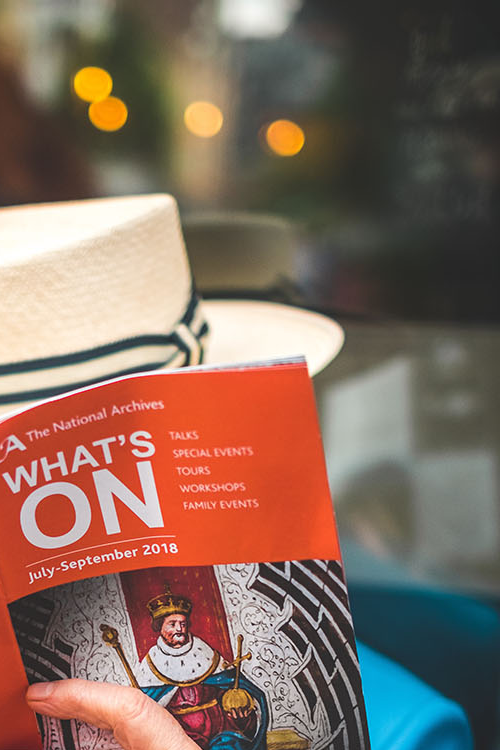 The National Archives
WHAT'S
ON
TALKS
SPECIAL EVENTS
TOURS
WORKSHOPS
FAMILY EVENTS
July-September 2018